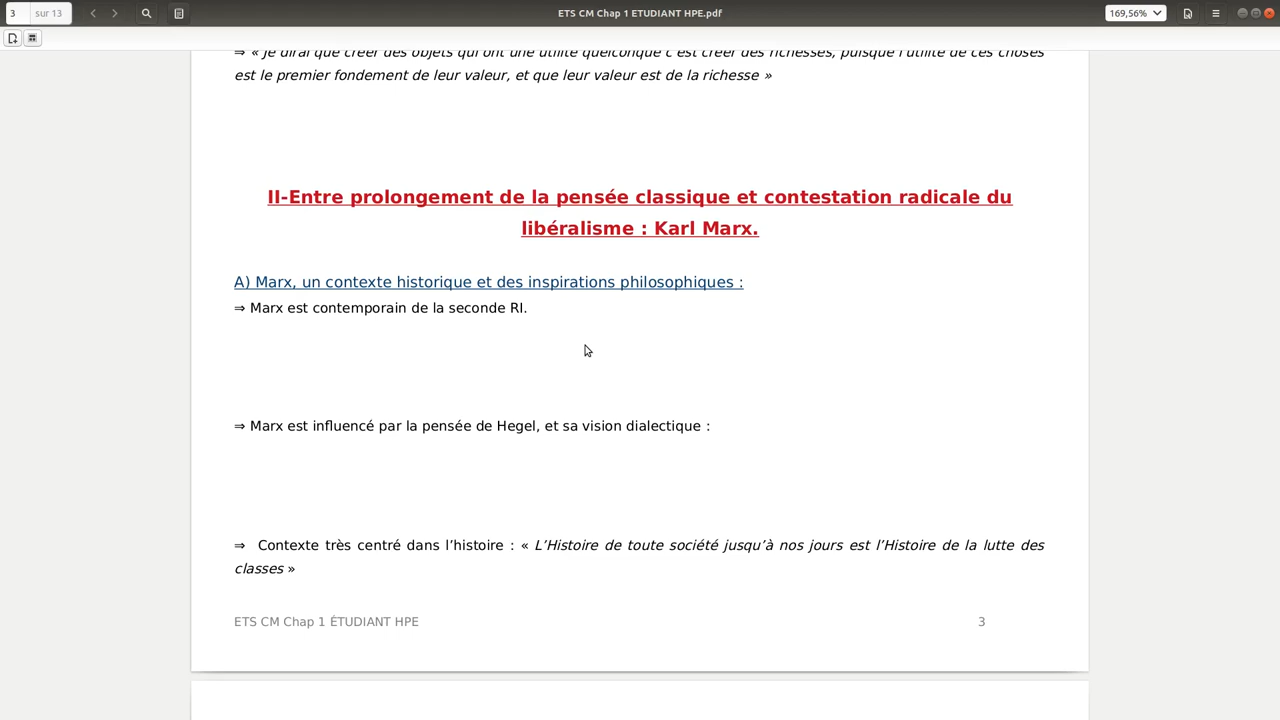 3 sur 13
ETS CM Chap 1 ETUDIANT HPE.pdf
169,56%
⇒ « je dirai que créer des objets qui ont une utilité quelconque c'est créer des richesses, puisque l'utilité de ces choses
est le premier fondement de leur valeur, et que leur valeur est de la richesse »
II-Entre prolongement de la pensée classique et contestation radicale du
libéralisme : Karl Marx.
A) Marx, un contexte historique et des inspirations philosophiques :
⇒ Marx est contemporain de la seconde RI.
⇒ Marx est influencé par la pensée de Hegel, et sa vision dialectique :
⇒ Contexte très centré dans l'histoire : « L'Histoire de toute société jusqu'à nos jours est l'Histoire de la lutte des
classes »
ETS CM Chap 1 ÉTUDIANT HPE
3